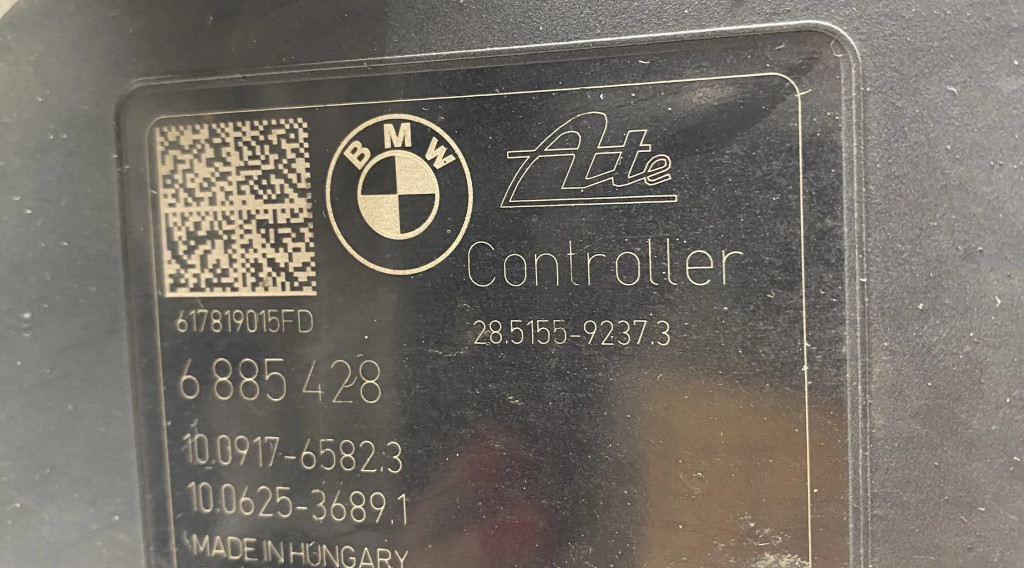 BMW
Ate
Controller
617819015FD
28.5155-9237.3
6 885 428
10.0917-6582.3
10.0625-3689.1
MADE IN HUNGARY